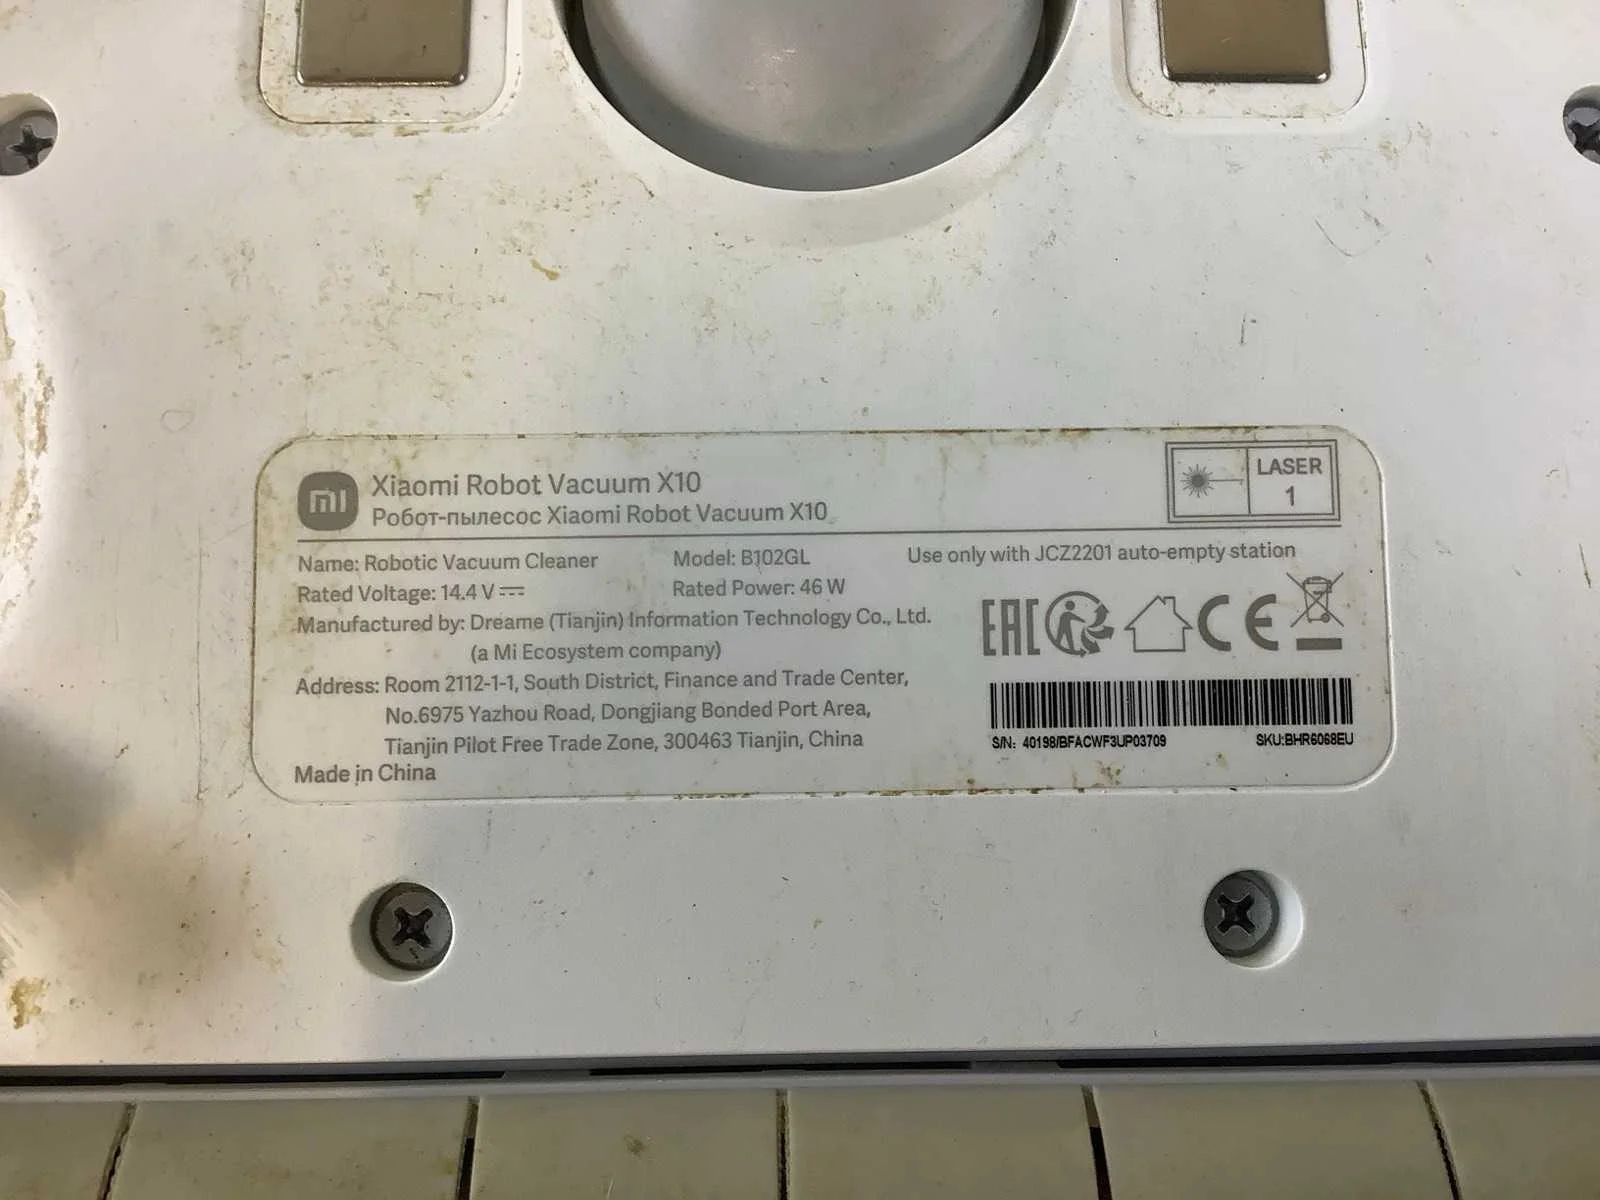 mi Xiaomi Robot Vacuum X10
Робот-пылесос Xiaomi Robot Vacuum X10
LASER
1
Name: Robotic Vacuum Cleaner Model: B102GL Use only with JCZ2201 auto-empty station
Rated Voltage: 14.4 V ⎓ Rated Power: 46 W
Manufactured by: Dreame (Tianjin) Information Technology Co., Ltd.
(a Mi Ecosystem company)
EAC CE
Address: Room 2112-1-1, South District, Finance and Trade Center,
No.6975 Yazhou Road, Dongjiang Bonded Port Area,
Tianjin Pilot Free Trade Zone, 300463 Tianjin, China
S/N: 40198/BFACWF3UP03709 SKU:BHR6068EU
Made in China